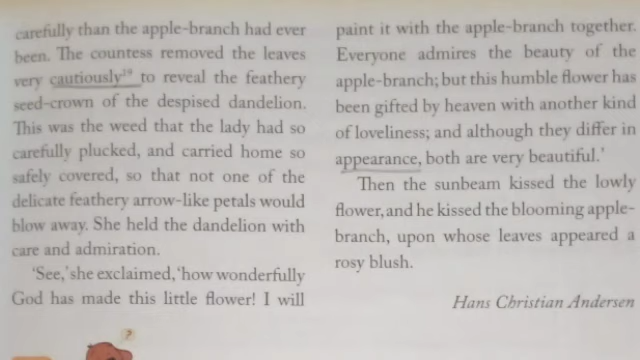 carefully than the apple-branch had ever
been. The countess removed the leaves
very cautiously¹⁹ to reveal the feathery
seed-crown of the despised dandelion.
This was the weed that the lady had so
carefully plucked, and carried home so
safely covered, so that not one of the
delicate feathery arrow-like petals would
blow away. She held the dandelion with
care and admiration.
‘See,’ she exclaimed, ‘how wonderfully
God has made this little flower! I will
paint it with the apple-branch together.
Everyone admires the beauty of the
apple-branch; but this humble flower has
been gifted by heaven with another kind
of loveliness; and although they differ in
appearance, both are very beautiful.’
Then the sunbeam kissed the lowly
flower, and he kissed the blooming apple-
branch, upon whose leaves appeared a
rosy blush.
Hans Christian Andersen
?